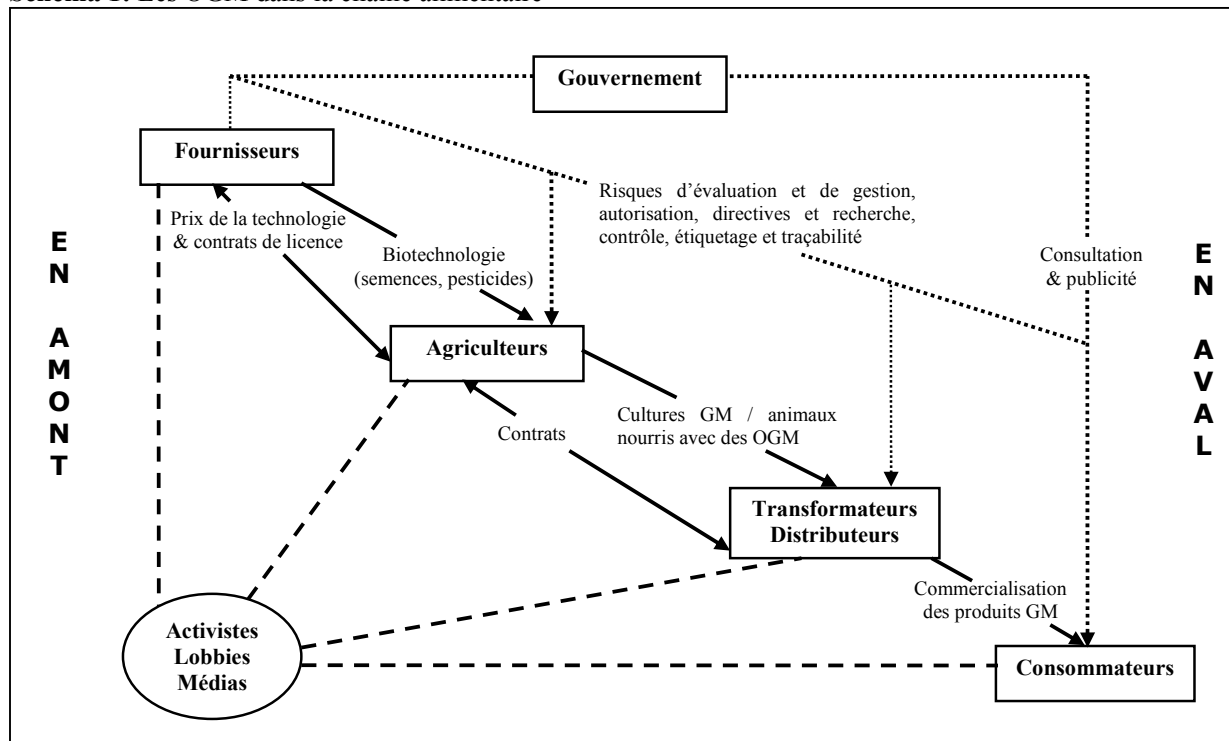 Schéma 1: Les OGM dans la chaîne alimentaire
Gouvernement
Fournisseurs
Prix de la technologie
& contrats de licence
Biotechnologie
(semences, pesticides)
Risques d’évaluation et de gestion,
autorisation, directives et recherche,
contrôle, étiquetage et traçabilité
Consultation
& publicité
E
N
A
M
O
N
T
E
N
A
V
A
L
Agriculteurs
Contrats
Cultures GM / animaux
nourris avec des OGM
Transformateurs
Distributeurs
Commercialisation
des produits GM
Activistes
Lobbies
Médias
Consommateurs